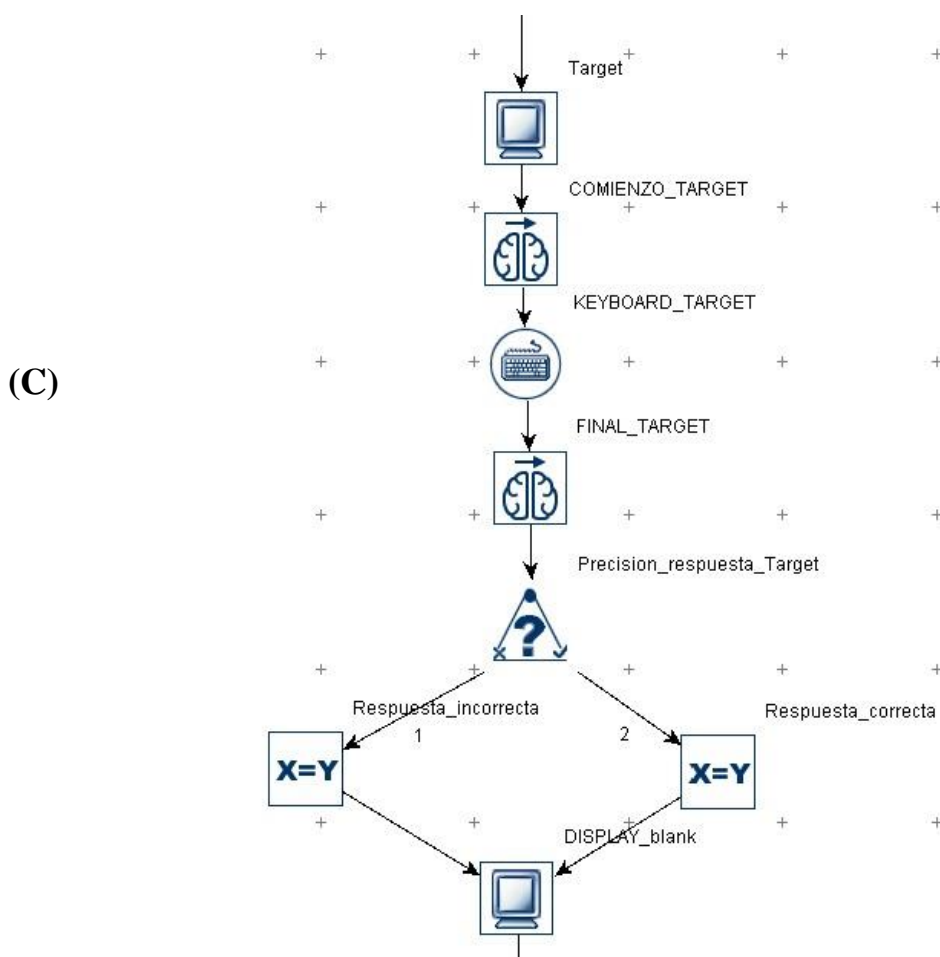 Target
COMIENZO_TARGET
KEYBOARD_TARGET
(C)
FINAL_TARGET
Precision_respuesta_Target
?
Respuesta_incorrecta
Respuesta_correcta
1
2
X=Y
X=Y
DISPLAY_blank